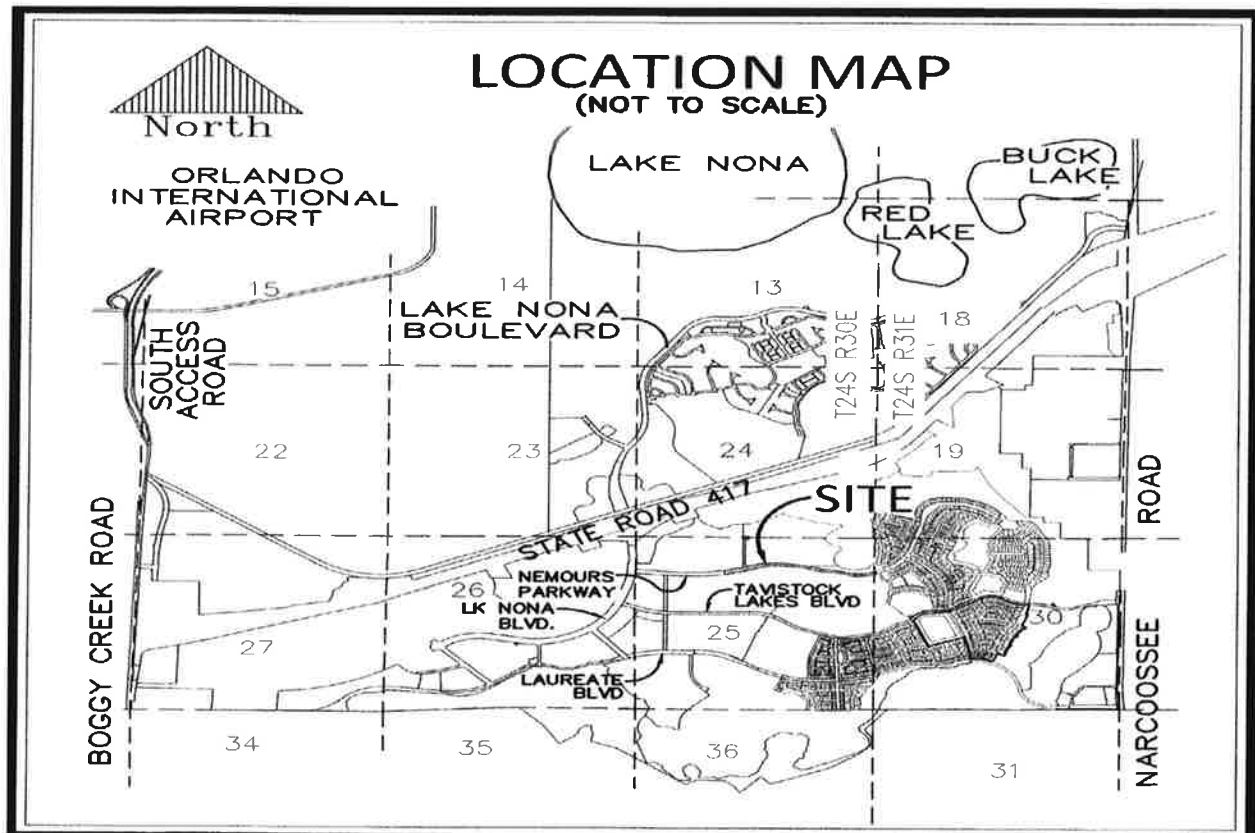 LOCATION MAP
(NOT TO SCALE)
North
ORLANDO
INTERNATIONAL
AIRPORT
LAKE NONA
BUCK
LAKE
RED
LAKE
15
14
13
18
LAKE NONA
BOULEVARD
T24S R30E
T24S R31E
SOUTH
ACCESS
ROAD
22
23
24
19
STATE ROAD 417
SITE
ROAD
BOGGY CREEK ROAD
NEMOURS
PARKWAY
TAVISTOCK
LAKES BLVD
26
LK NONA
BLVD.
25
30
27
LAUREATE
BLVD
NARCOOSSEE
34
35
36
31